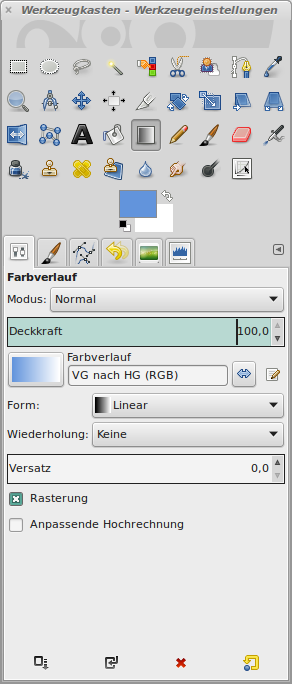 Werkzeugkasten - Werkzeugeinstellungen
Farbverlauf
Modus: Normal
Deckkraft 100,0
Farbverlauf
VG nach HG (RGB)
Form: Linear
Wiederholung: Keine
Versatz 0,0
Rasterung
Anpassende Hochrechnung